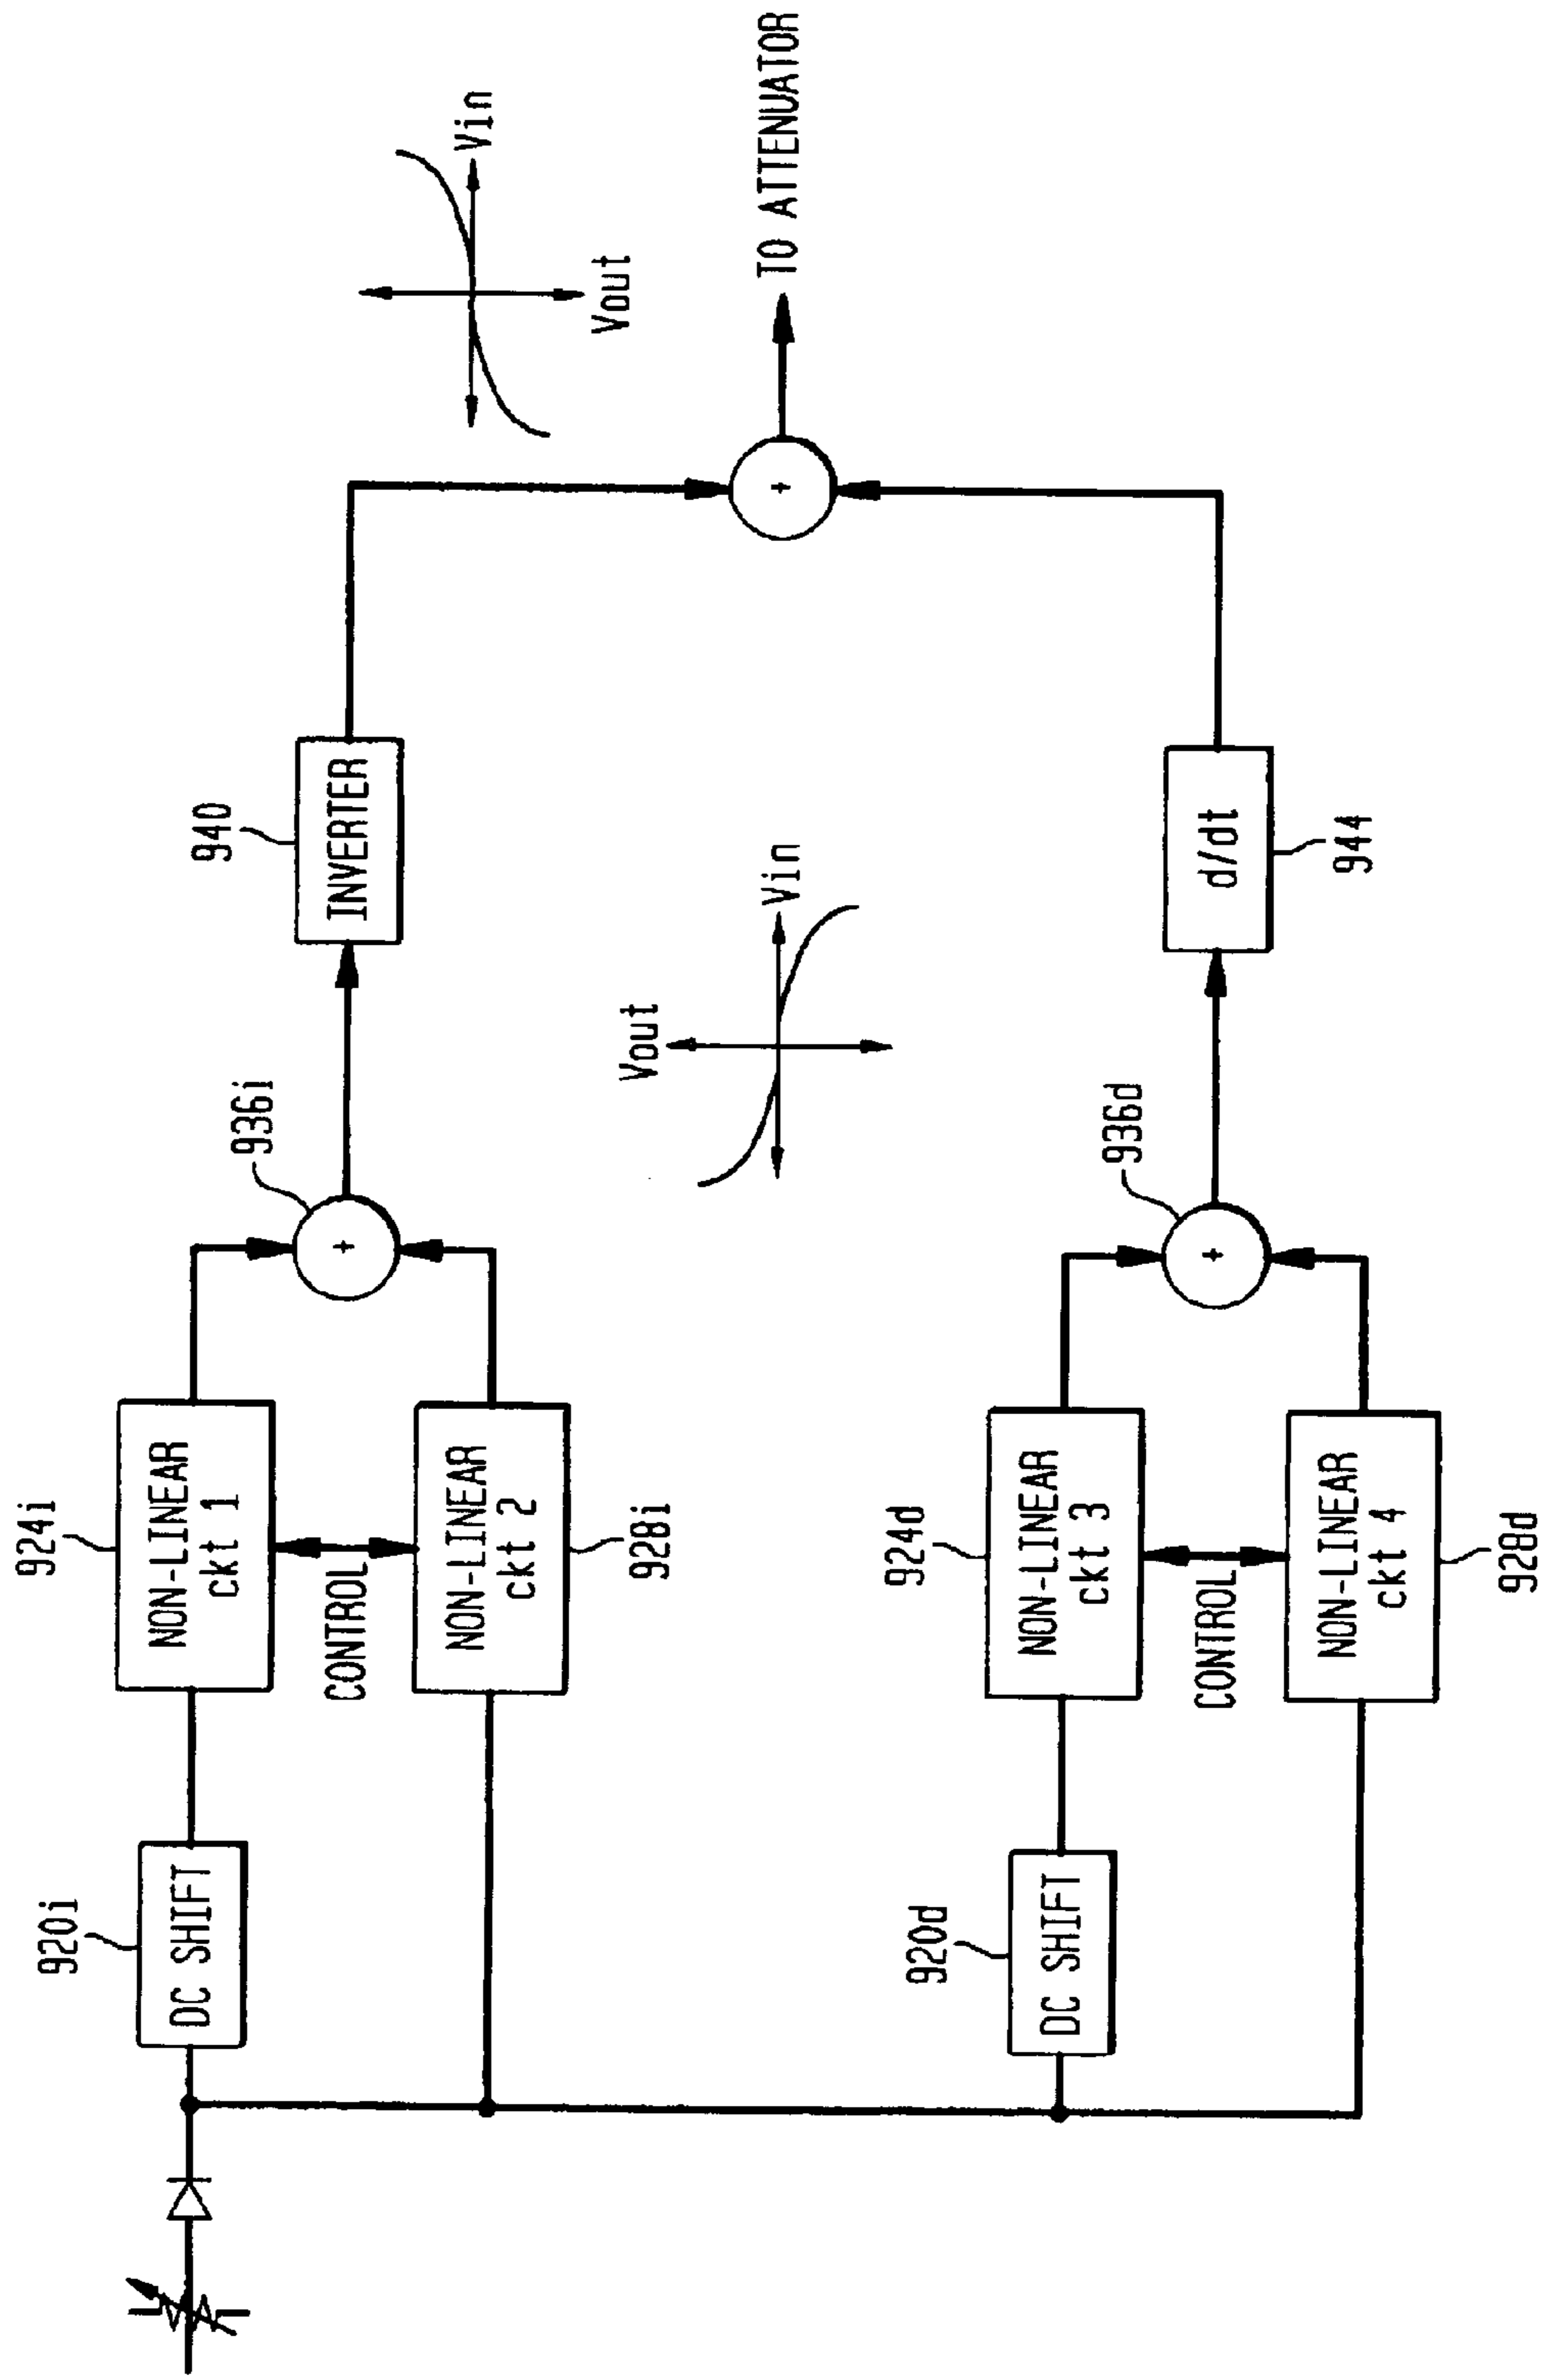 920i
DC SHIFT
924i
NON-LINEAR
ckt 1
CONTROL
NON-LINEAR
ckt 2
928i
936i
+
940
INVERTER
Vout
Vin
Vin
Vout
+
TO ATTENUATOR
920d
DC SHIFT
924d
NON-LINEAR
ckt 3
CONTROL
NON-LINEAR
ckt 4
928d
936d
+
d/dt
944